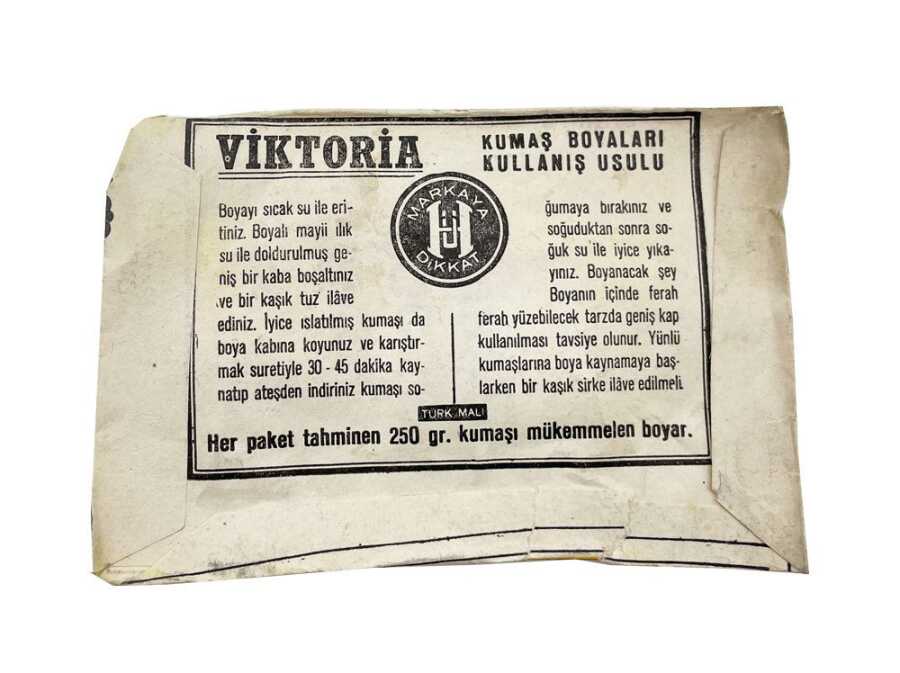 VİKTORİA
KUMAŞ BOYALARI
KULLANIŞ USULU
MARKAYA
DİKKAT
Boyayı sıcak su ile eri-
tiniz. Boyalı mayii ılık
su ile doldurulmuş ge-
niş bir kaba boşaltınız
ve bir kaşık tuz ilâve
ediniz. İyice ıslatılmış kumaşı da
boya kabına koyunuz ve karıştır-
mak suretiyle 30 - 45 dakika kay-
natıp ateşden indiriniz kumaşı so-
ğumaya bırakınız ve
soğuduktan sonra so-
ğuk su ile iyice yıka-
yınız. Boyanacak şey
Boyanın içinde ferah
ferah yüzebilecek tarzda geniş kap
kullanılması tavsiye olunur. Yünlü
kumaşlarına boya kaynamaya baş-
larken bir kaşık sirke ilâve edilmeli
TÜRK MALI
Her paket tahminen 250 gr. kumaşı mükemmelen boyar.